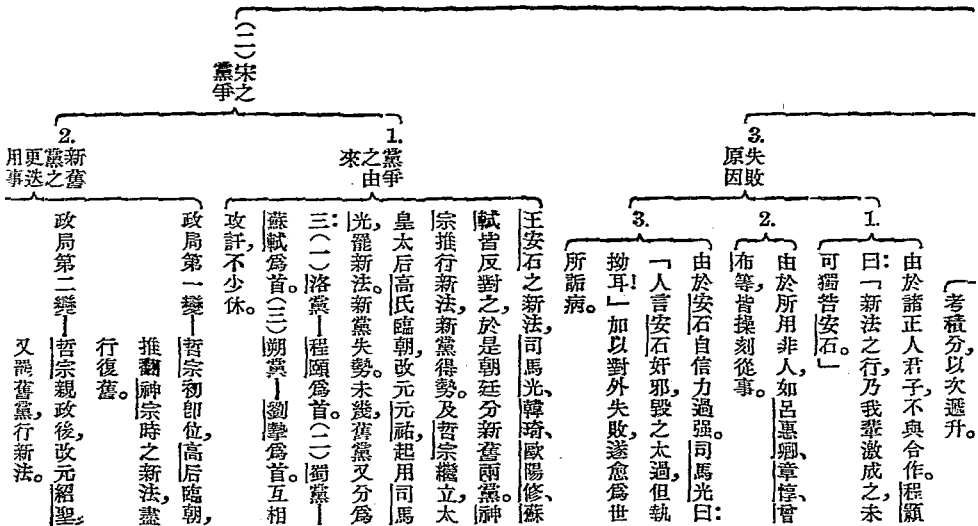 考積分，以次遞升。
3.
失敗
原因
1.
由於諸正人君子，不與合作。程顥
曰：「新法之行，乃我輩激成之，未
可獨咎安石。」
2.
由於所用非人，如呂惠卿、章惇、曾
布等，皆操刻從事。
3.
由於安石自信力過强。司馬光曰：
「人言安石奸邪，毀之太過，但執
拗耳！」加以對外失敗，遂愈爲世
所詬病。
（二）宋之
黨爭
1.
黨爭
之由
來
王安石之新法，司馬光、韓琦、歐陽修、蘇
軾皆反對之，於是朝廷分新舊兩黨。神
宗推行新法，新黨得勢。及哲宗繼立，太
皇太后高氏臨朝，改元元祐，起用司馬
光，罷新法。新黨失勢。未幾，舊黨又分爲
三：（一）洛黨—程頤爲首。（二）蜀黨—
蘇軾爲首。（三）朔黨—劉摯爲首。互相
攻訐，不少休。
2.
新舊
黨之
更迭
用事
政局第一變—哲宗初即位，高后臨朝，
推翻神宗時之新法，盡
行復舊。
政局第二變—哲宗親政後，改元紹聖，
又罷舊黨，行新法。